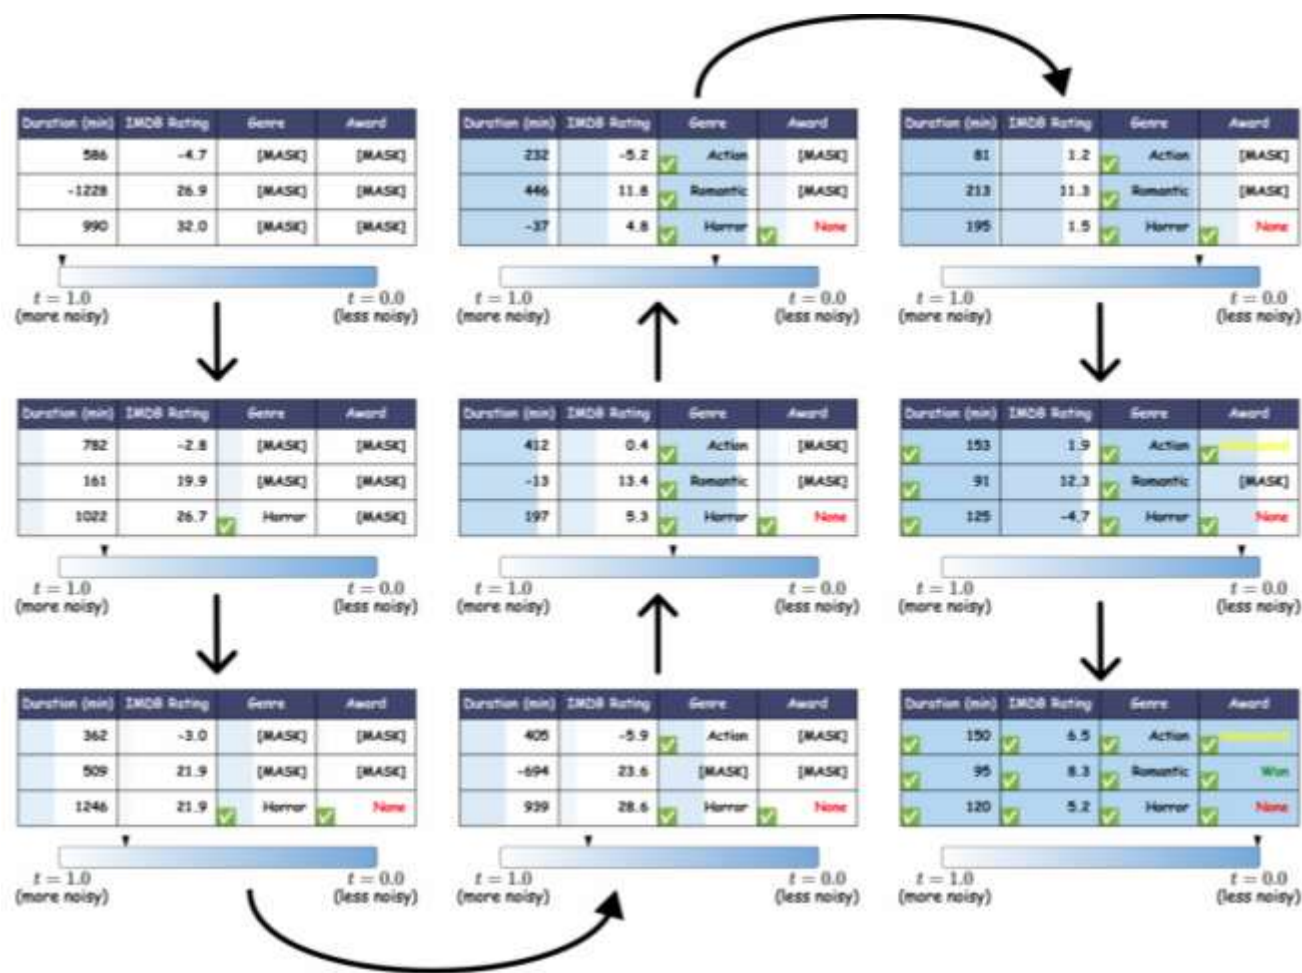 Duration (min) IMDB Rating Genre Award
586 -4.7 [MASK] [MASK]
-1228 26.9 [MASK] [MASK]
990 32.0 [MASK] [MASK]
t = 1.0 t = 0.0
(more noisy) (less noisy)
Duration (min) IMDB Rating Genre Award
782 -2.8 [MASK] [MASK]
161 19.9 [MASK] [MASK]
1022 26.7 Horror [MASK]
t = 1.0 t = 0.0
(more noisy) (less noisy)
Duration (min) IMDB Rating Genre Award
362 -3.0 [MASK] [MASK]
509 21.9 [MASK] [MASK]
1246 21.9 Horror None
t = 1.0 t = 0.0
(more noisy) (less noisy)
Duration (min) IMDB Rating Genre Award
405 -5.9 Action [MASK]
-694 23.6 [MASK] [MASK]
939 28.6 Horror None
t = 1.0 t = 0.0
(more noisy) (less noisy)
Duration (min) IMDB Rating Genre Award
412 0.4 Action [MASK]
-13 13.4 Romantic [MASK]
197 5.3 Horror None
t = 1.0 t = 0.0
(more noisy) (less noisy)
Duration (min) IMDB Rating Genre Award
232 -5.2 Action [MASK]
446 11.8 Romantic [MASK]
-37 4.8 Horror None
t = 1.0 t = 0.0
(more noisy) (less noisy)
Duration (min) IMDB Rating Genre Award
81 1.2 Action [MASK]
213 11.3 Romantic [MASK]
195 1.5 Horror None
t = 1.0 t = 0.0
(more noisy) (less noisy)
Duration (min) IMDB Rating Genre Award
153 1.9 Action
91 12.3 Romantic [MASK]
125 -4.7 Horror None
t = 1.0 t = 0.0
(more noisy) (less noisy)
Duration (min) IMDB Rating Genre Award
150 6.5 Action
95 8.3 Romantic Won
120 5.2 Horror None
t = 1.0 t = 0.0
(more noisy) (less noisy)